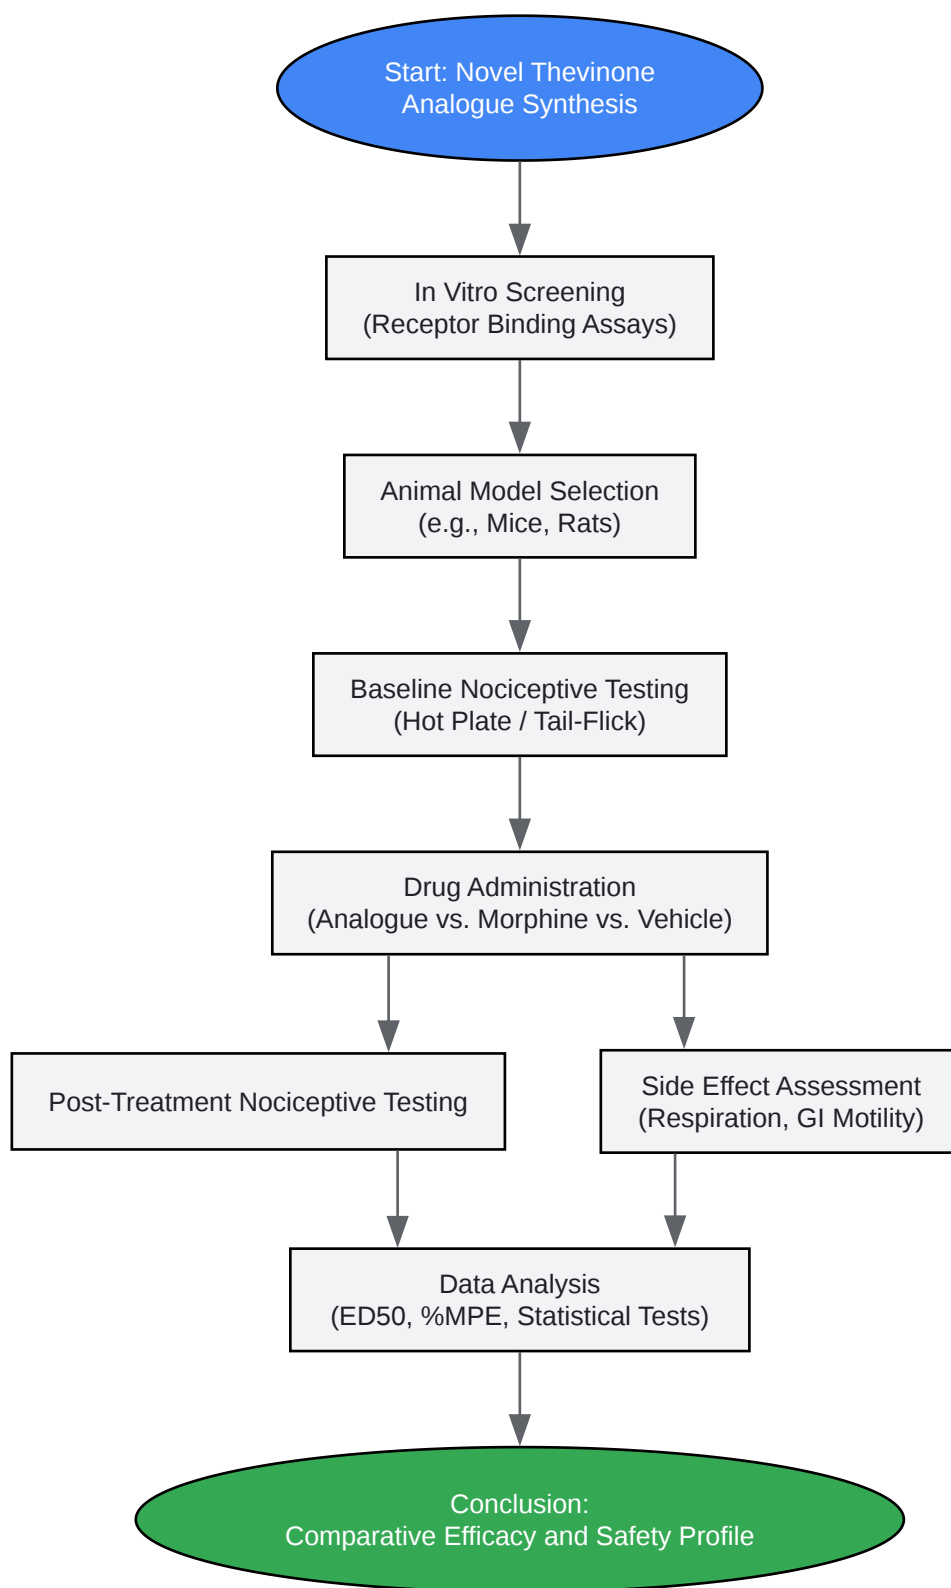 Start: Novel Thevinone
Analogue Synthesis
In Vitro Screening
(Receptor Binding Assays)
Animal Model Selection
(e.g., Mice, Rats)
Baseline Nociceptive Testing
(Hot Plate / Tail-Flick)
Drug Administration
(Analogue vs. Morphine vs. Vehicle)
Post-Treatment Nociceptive Testing
Side Effect Assessment
(Respiration, GI Motility)
Data Analysis
(ED50, %MPE, Statistical Tests)
Conclusion:
Comparative Efficacy and Safety Profile